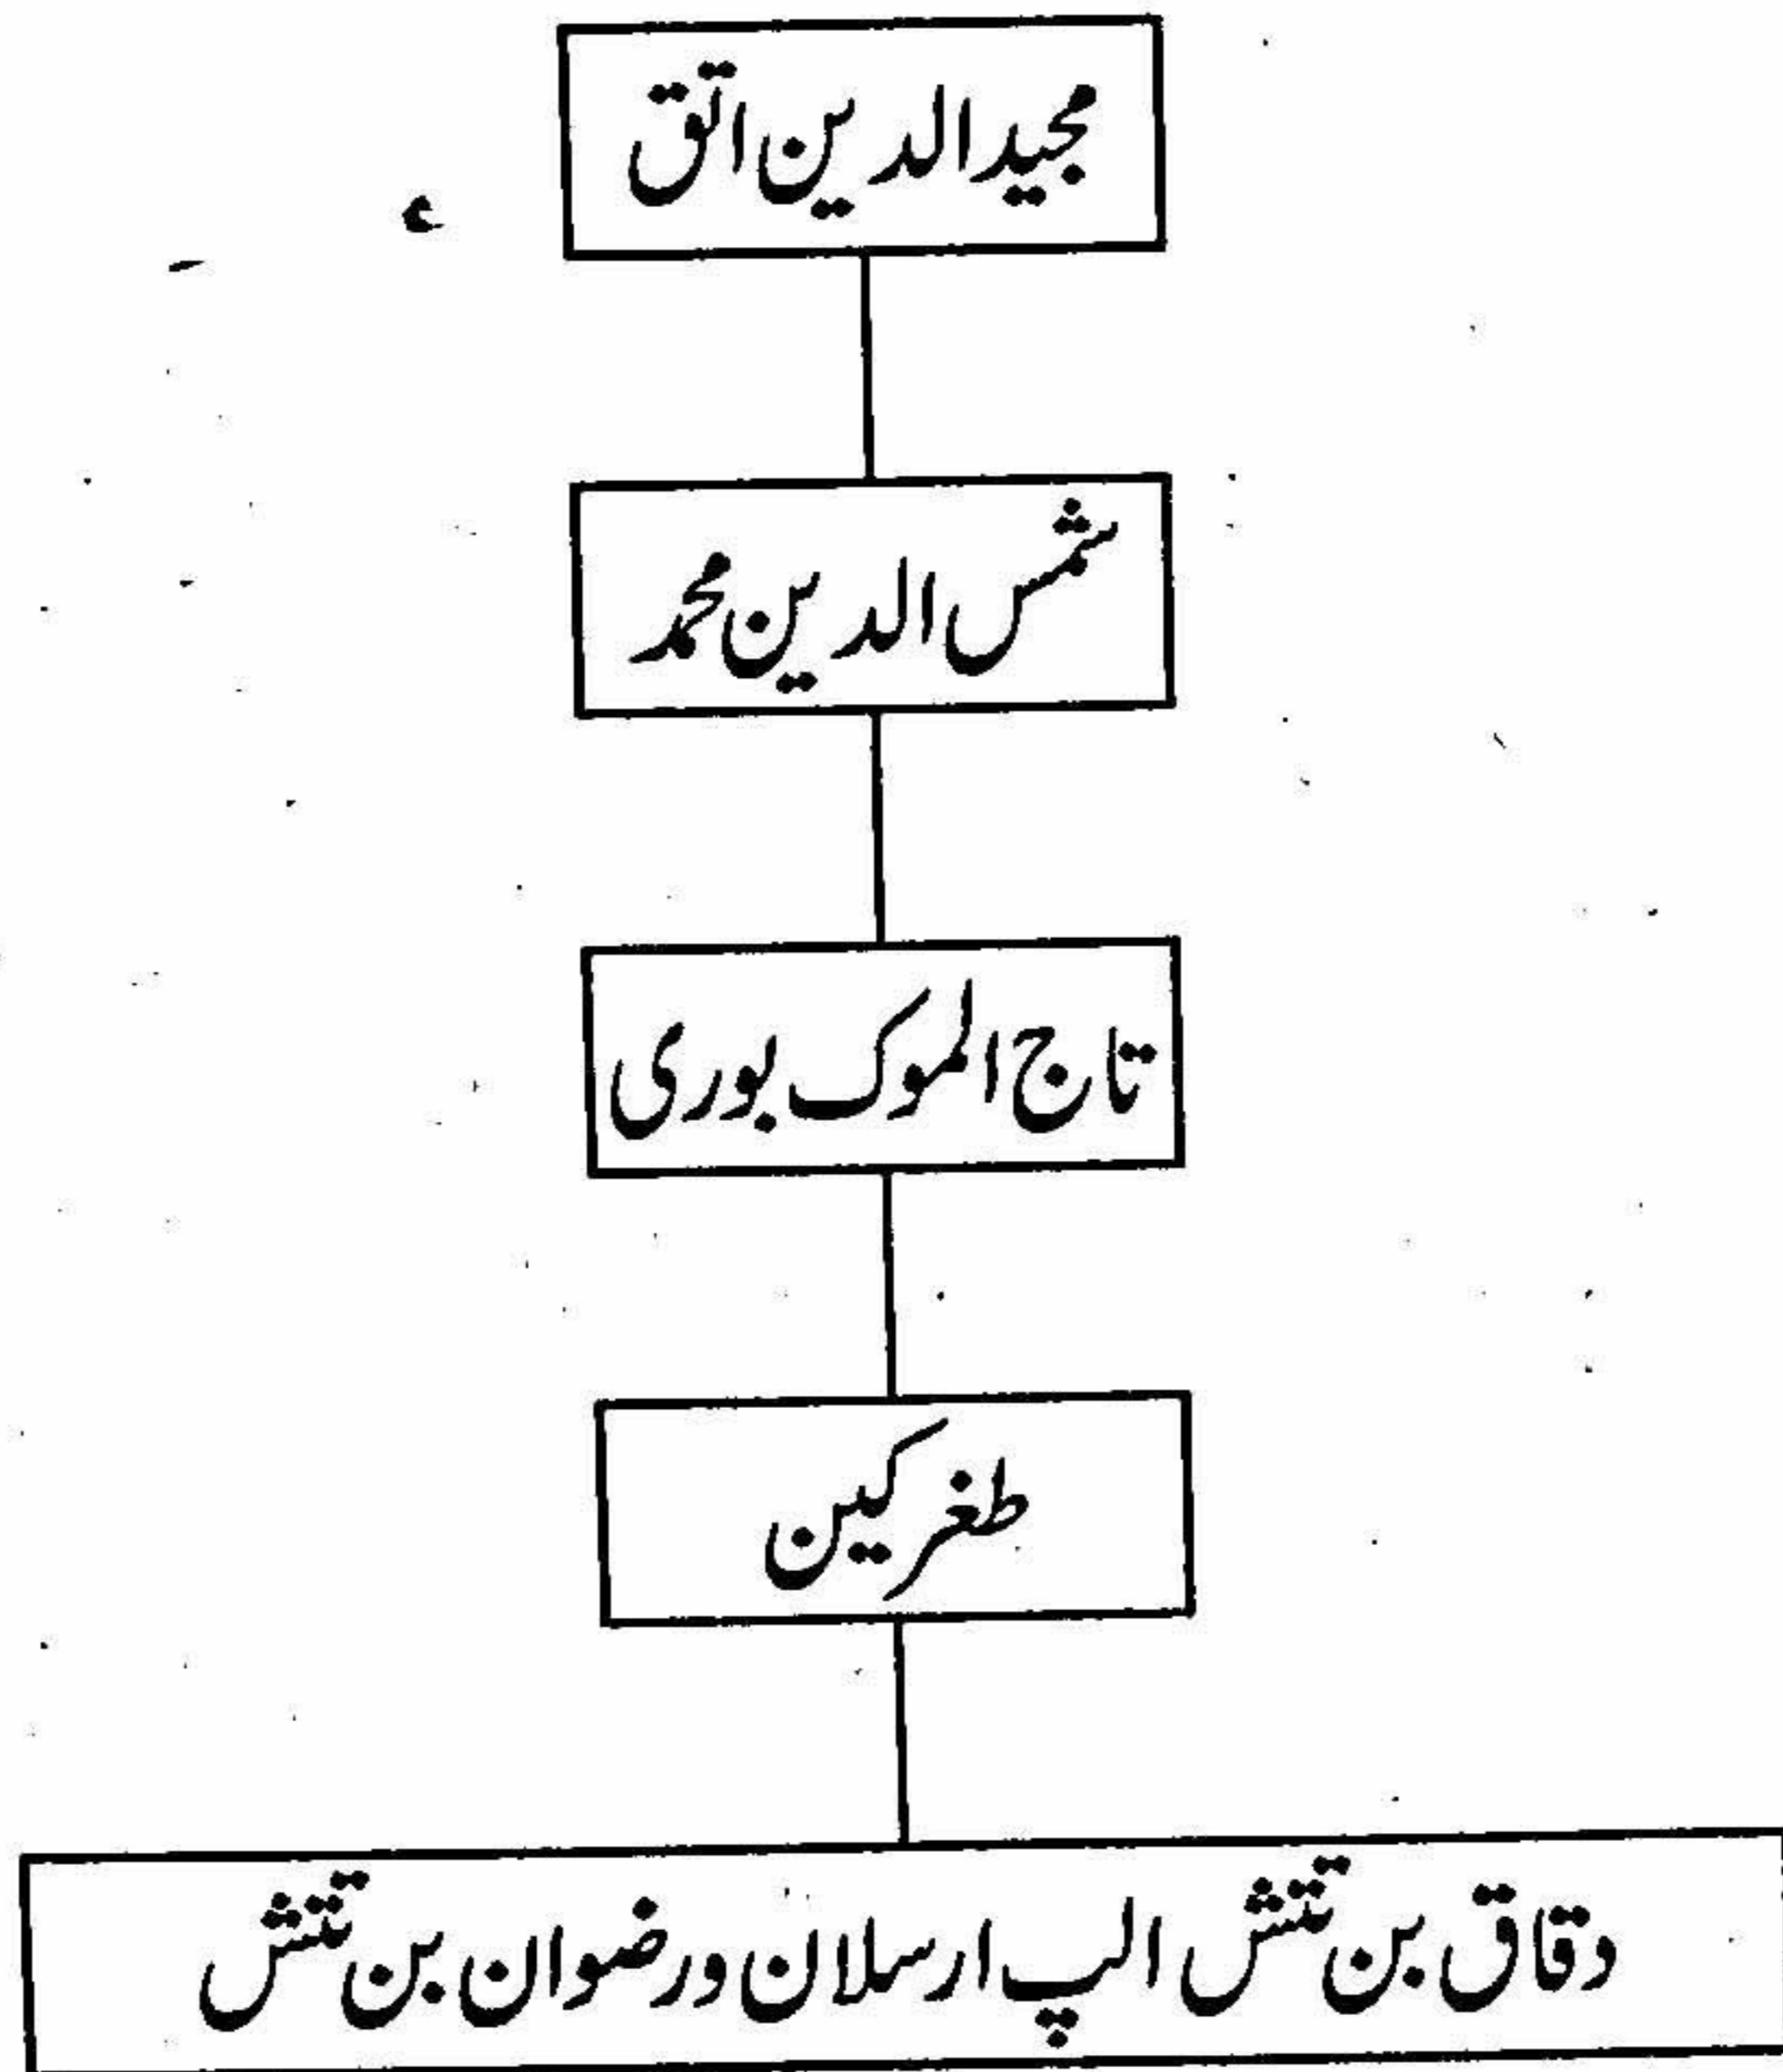 مجیدالدین اتق
شمس الدین محمد
تاج الموک بوری
طغرکین
دقاق بن تتش الپ ارسلان ورضوان بن تتش